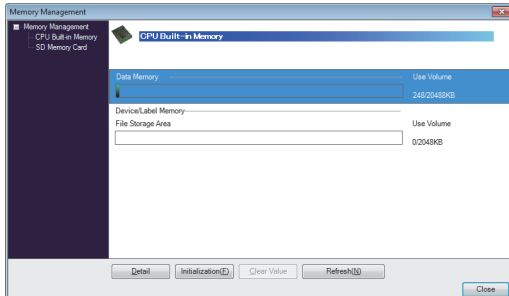 Memory Management
Memory Management
CPU Built-in Memory
SD Memory Card
CPU Built-in Memory
Data Memory
Use Volume
248/20488KB
Device/Label Memory
File Storage Area
Use Volume
0/2048KB
Detail
Initialization(F)
Clear Value
Refresh(N)
Close